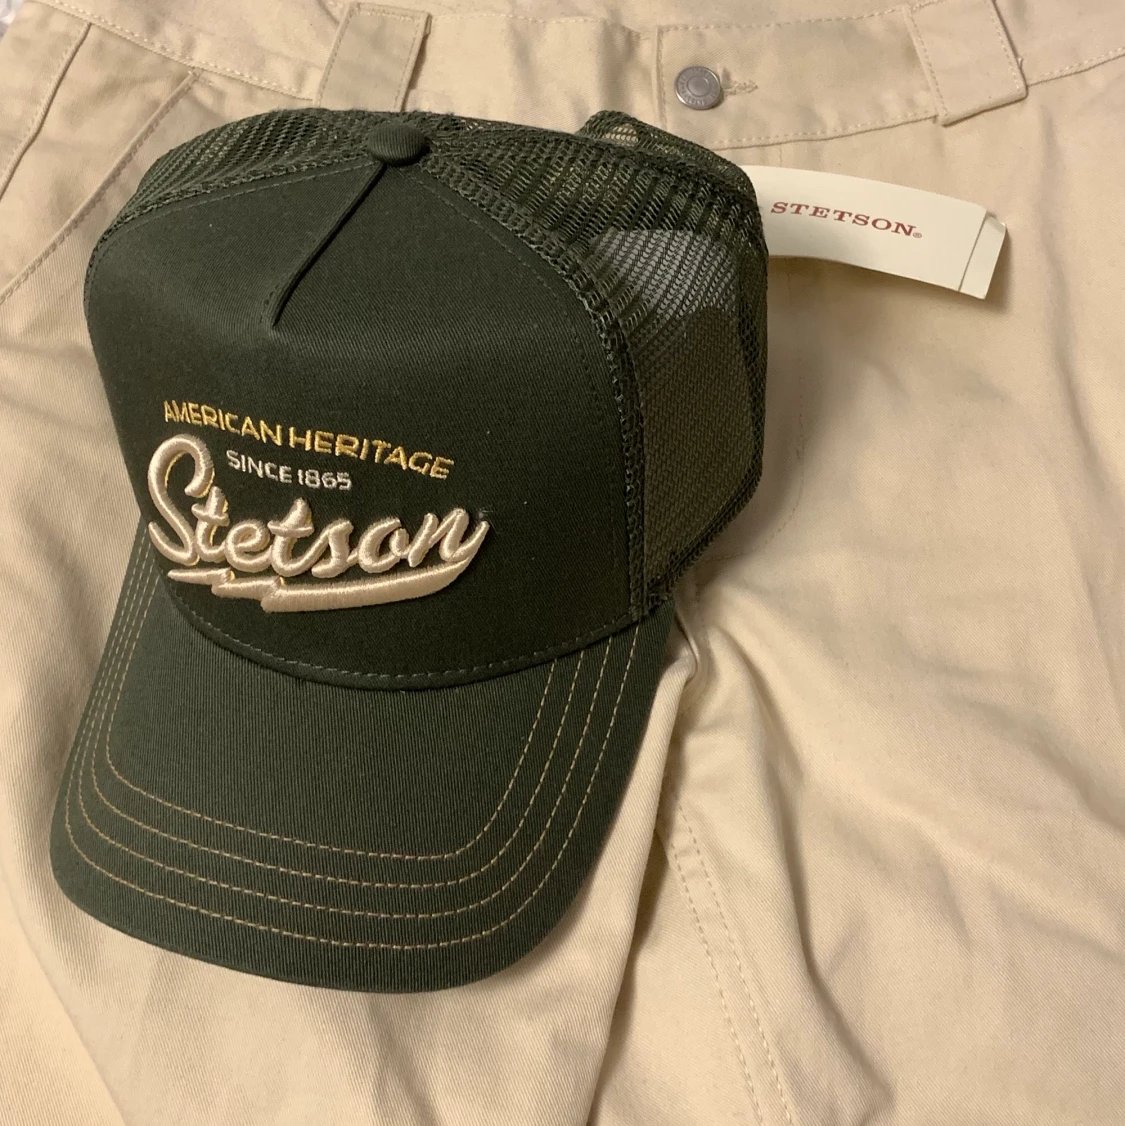 AMERICAN HERITAGE
SINCE 1865
Stetson
STETSON®